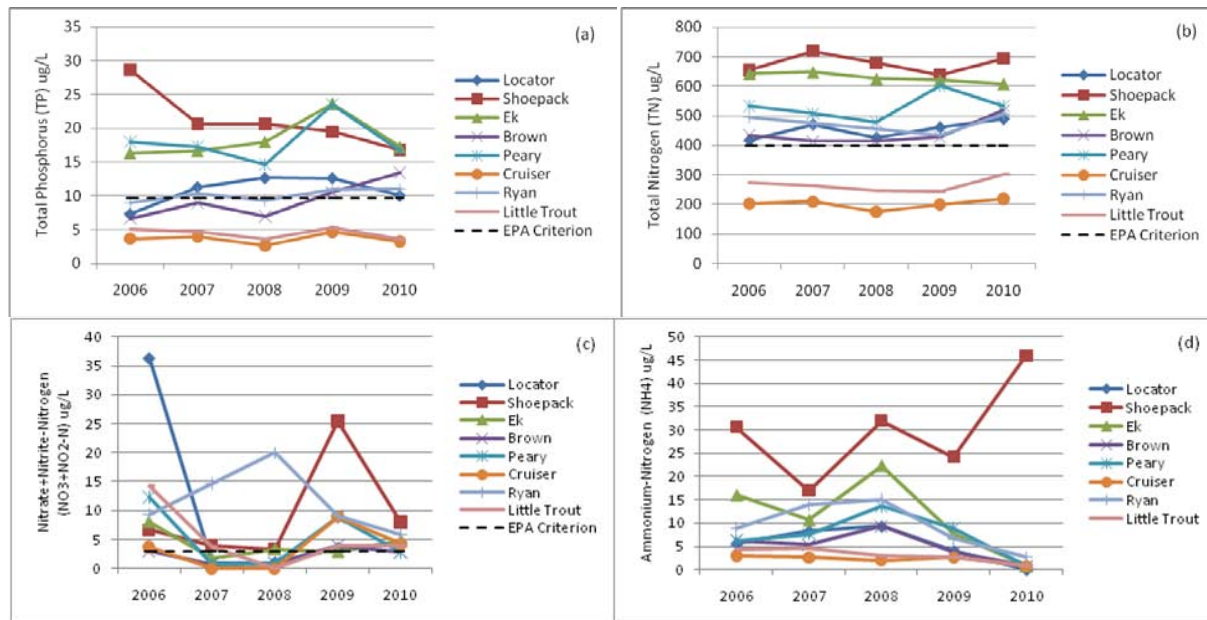 (a)
Total Phosphorus (TP) ug/L
35
30
25
20
15
10
5
0
2006 2007 2008 2009 2010
Locator
Shoepack
Ek
Brown
Peary
Cruiser
Ryan
Little Trout
EPA Criterion
(b)
Total Nitrogen (TN) ug/L
800
700
600
500
400
300
200
100
0
2006 2007 2008 2009 2010
Locator
Shoepack
Ek
Brown
Peary
Cruiser
Ryan
Little Trout
EPA Criterion
(c)
Nitrate+Nitrite-Nitrogen
(NO3+NO2-N) ug/L
40
35
30
25
20
15
10
5
0
2006 2007 2008 2009 2010
Locator
Shoepack
Ek
Brown
Peary
Cruiser
Ryan
Little Trout
EPA Criterion
(d)
Ammonium-Nitrogen (NH4) ug/L
50
45
40
35
30
25
20
15
10
5
0
2006 2007 2008 2009 2010
Locator
Shoepack
Ek
Brown
Peary
Cruiser
Ryan
Little Trout